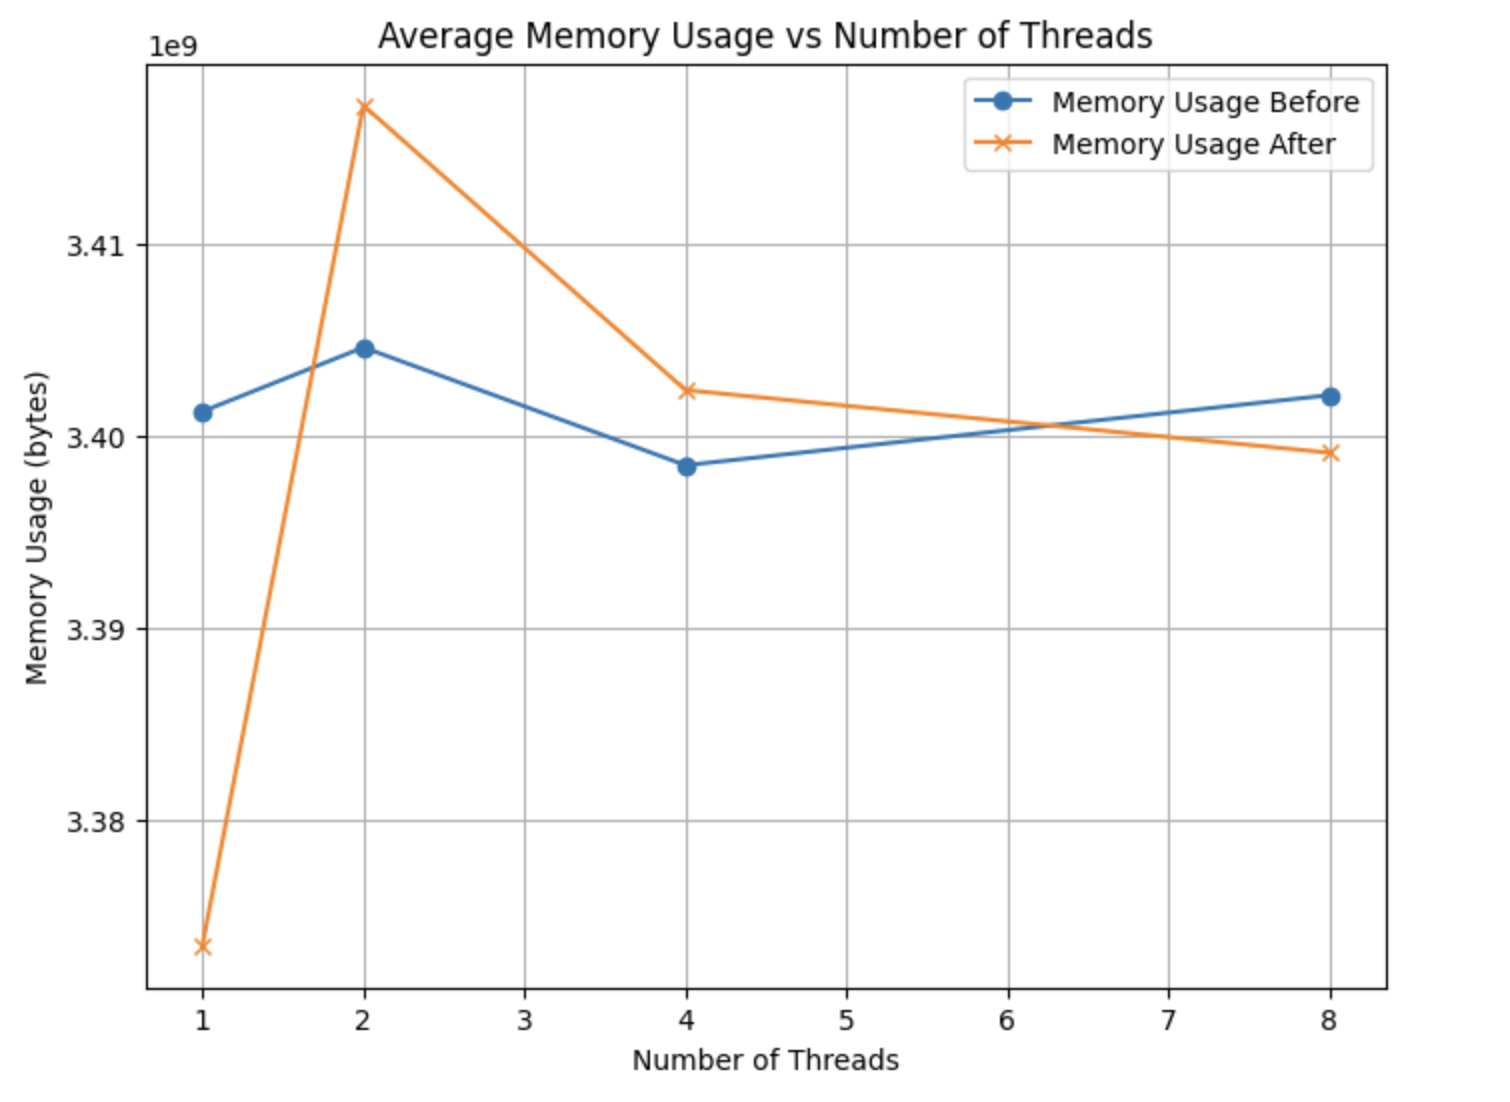 Average Memory Usage vs Number of Threads
1e9
Memory Usage Before
Memory Usage After
3.41
3.40
3.39
3.38
Memory Usage (bytes)
1 2 3 4 5 6 7 8
Number of Threads